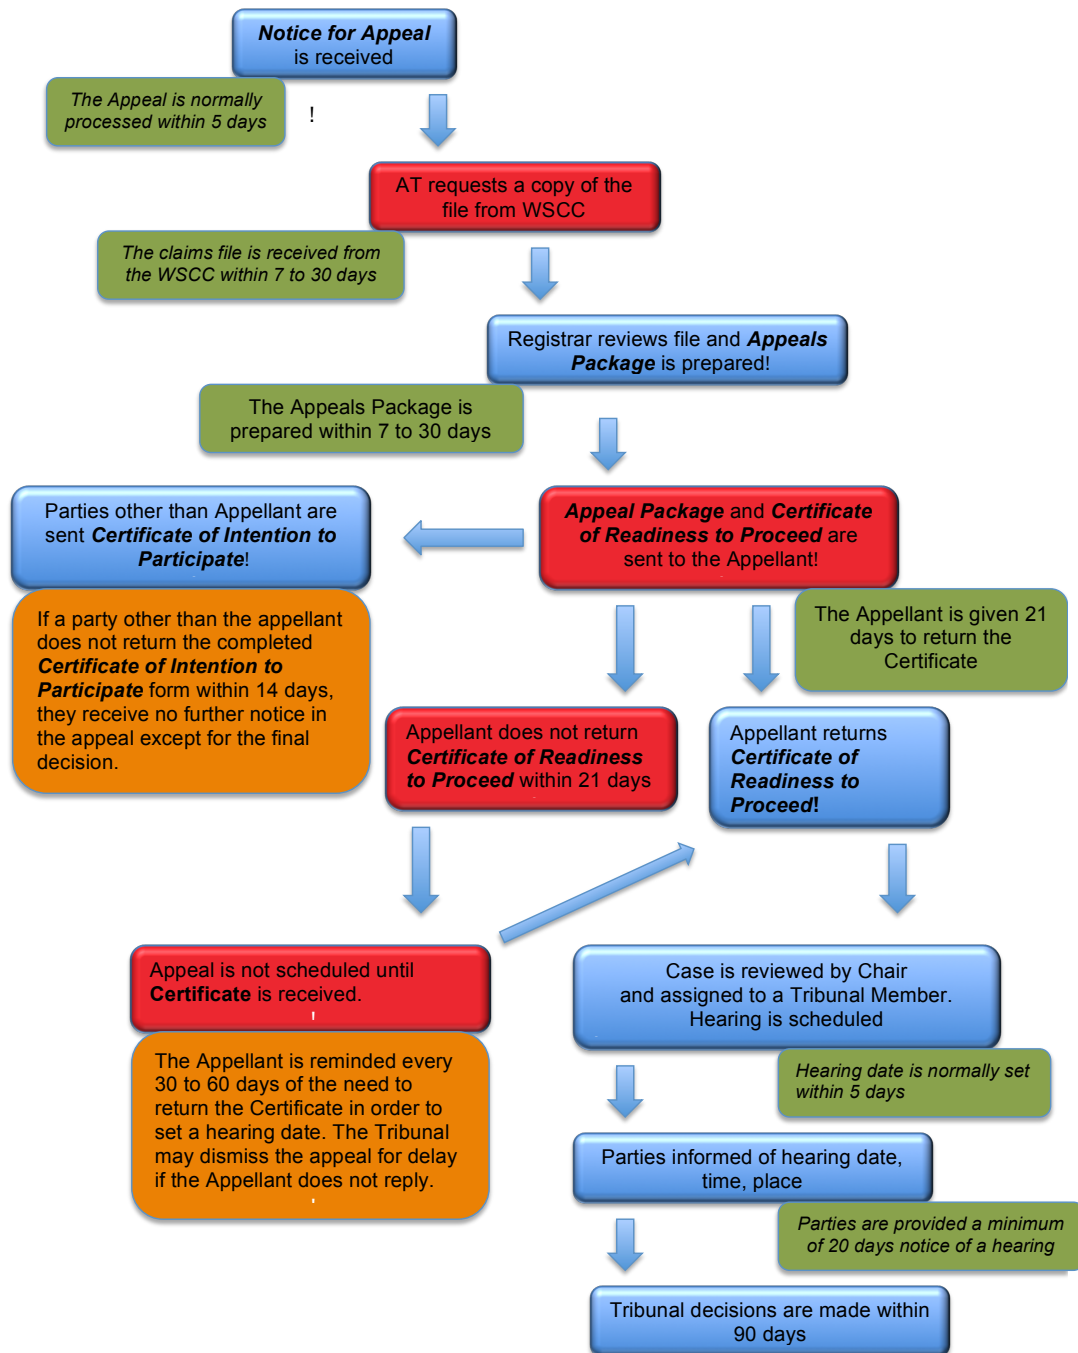 Notice for Appeal
is received
The Appeal is normally
processed within 5 days
!
AT requests a copy of the
file from WSCC
The claims file is received from
the WSCC within 7 to 30 days
Registrar reviews file and Appeals
Package is prepared!
The Appeals Package is
prepared within 7 to 30 days
Parties other than Appellant are
sent Certificate of Intention to
Participate!
Appeal Package and Certificate
of Readiness to Proceed are
sent to the Appellant!
If a party other than the appellant
does not return the completed
Certificate of Intention to
Participate form within 14 days,
they receive no further notice in
the appeal except for the final
decision.
The Appellant is given 21
days to return the
Certificate
Appellant does not return
Certificate of Readiness
to Proceed within 21 days
Appellant returns
Certificate of
Readiness to
Proceed!
Appeal is not scheduled until
Certificate is received.
!
The Appellant is reminded every
30 to 60 days of the need to
return the Certificate in order to
set a hearing date. The Tribunal
may dismiss the appeal for delay
if the Appellant does not reply.
Case is reviewed by Chair
and assigned to a Tribunal Member.
Hearing is scheduled
Hearing date is normally set
within 5 days
Parties informed of hearing date,
time, place
Parties are provided a minimum
of 20 days notice of a hearing
Tribunal decisions are made within
90 days